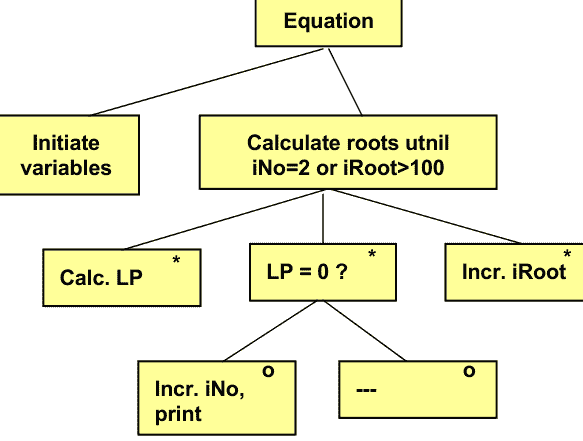 Equation
Initiate
variables
Calculate roots utnil
iNo=2 or iRoot>100
Calc. LP *
LP = 0 ? *
Incr. iRoot *
Incr. iNo, o
print
--- o